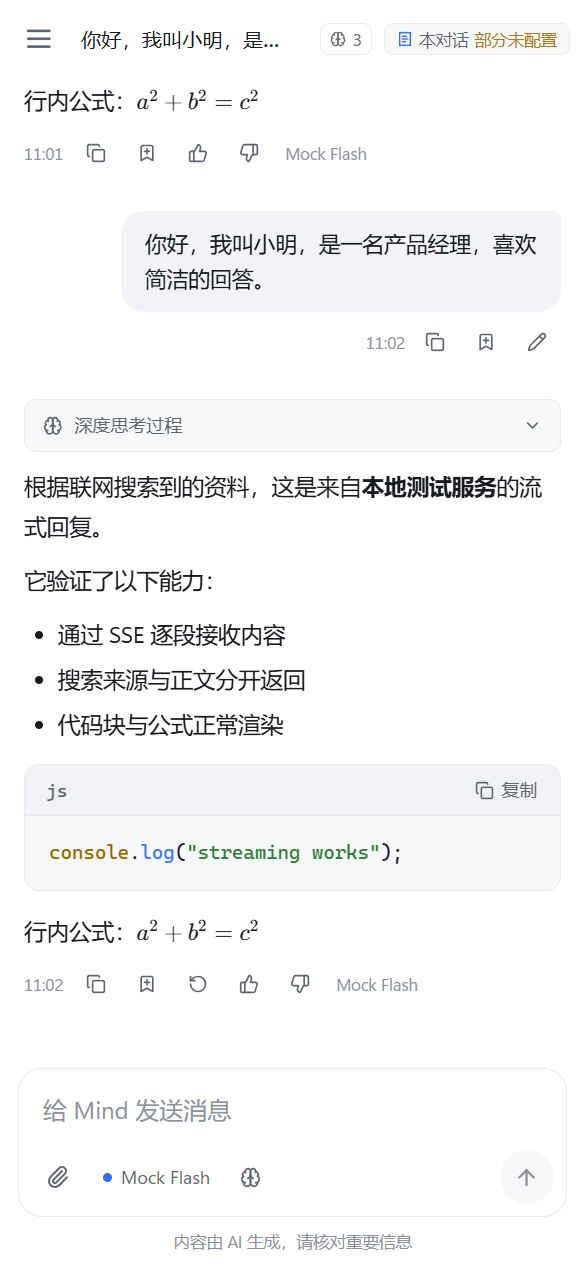 你好，我叫小明，是...
3
本对话 部分未配置
行内公式：a² + b² = c²
11:01
Mock Flash
你好，我叫小明，是一名产品经理，喜欢
简洁的回答。
11:02
深度思考过程
根据联网搜索到的资料，这是来自本地测试服务的流
式回复。
它验证了以下能力：
• 通过 SSE 逐段接收内容
• 搜索来源与正文分开返回
• 代码块与公式正常渲染
js
复制
console.log("streaming works");
行内公式：a² + b² = c²
11:02
Mock Flash
给 Mind 发送消息
Mock Flash
内容由 AI 生成，请核对重要信息